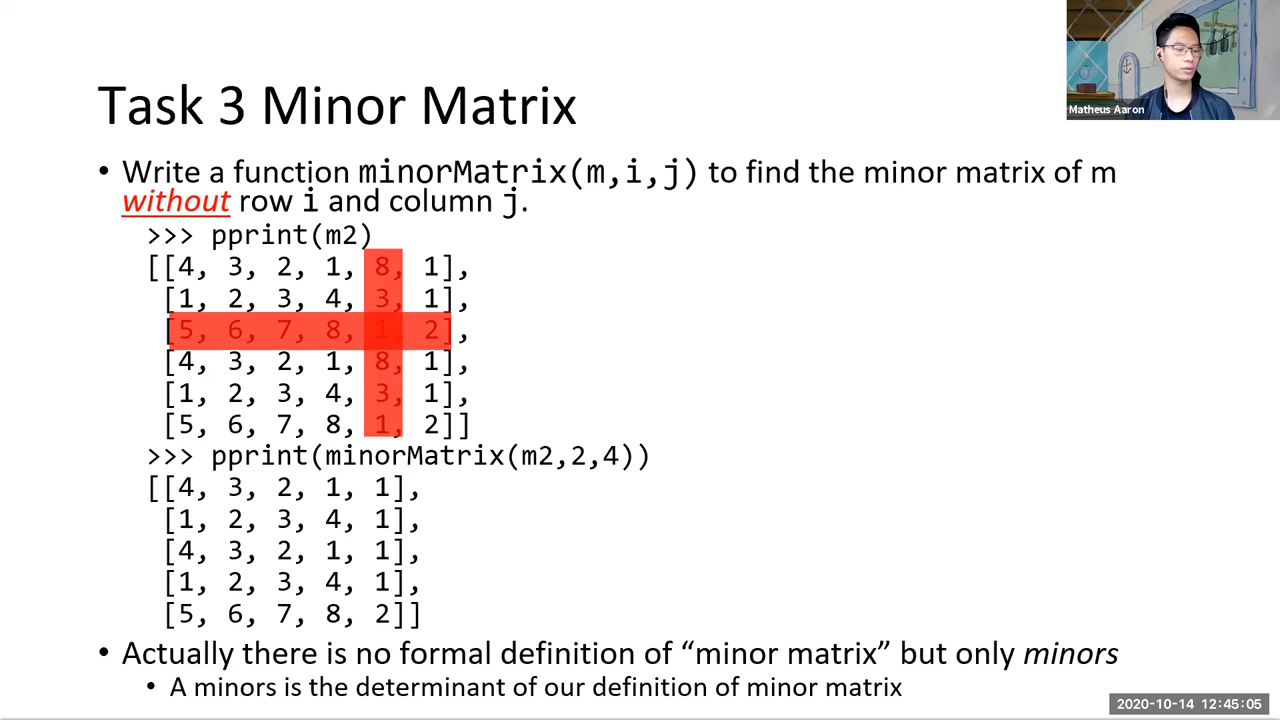 Task 3 Minor Matrix
Matheus Aaron
• Write a function minorMatrix(m,i,j) to find the minor matrix of m
without row i and column j.
>>> pprint(m2)
[[4, 3, 2, 1, 8, 1],
[1, 2, 3, 4, 3, 1],
[5, 6, 7, 8, 1, 2],
[4, 3, 2, 1, 8, 1],
[1, 2, 3, 4, 3, 1],
[5, 6, 7, 8, 1, 2]]
>>> pprint(minorMatrix(m2,2,4))
[[4, 3, 2, 1, 1],
[1, 2, 3, 4, 1],
[4, 3, 2, 1, 1],
[1, 2, 3, 4, 1],
[5, 6, 7, 8, 2]]
• Actually there is no formal definition of “minor matrix” but only minors
• A minors is the determinant of our definition of minor matrix
2020-10-14 12:45:05